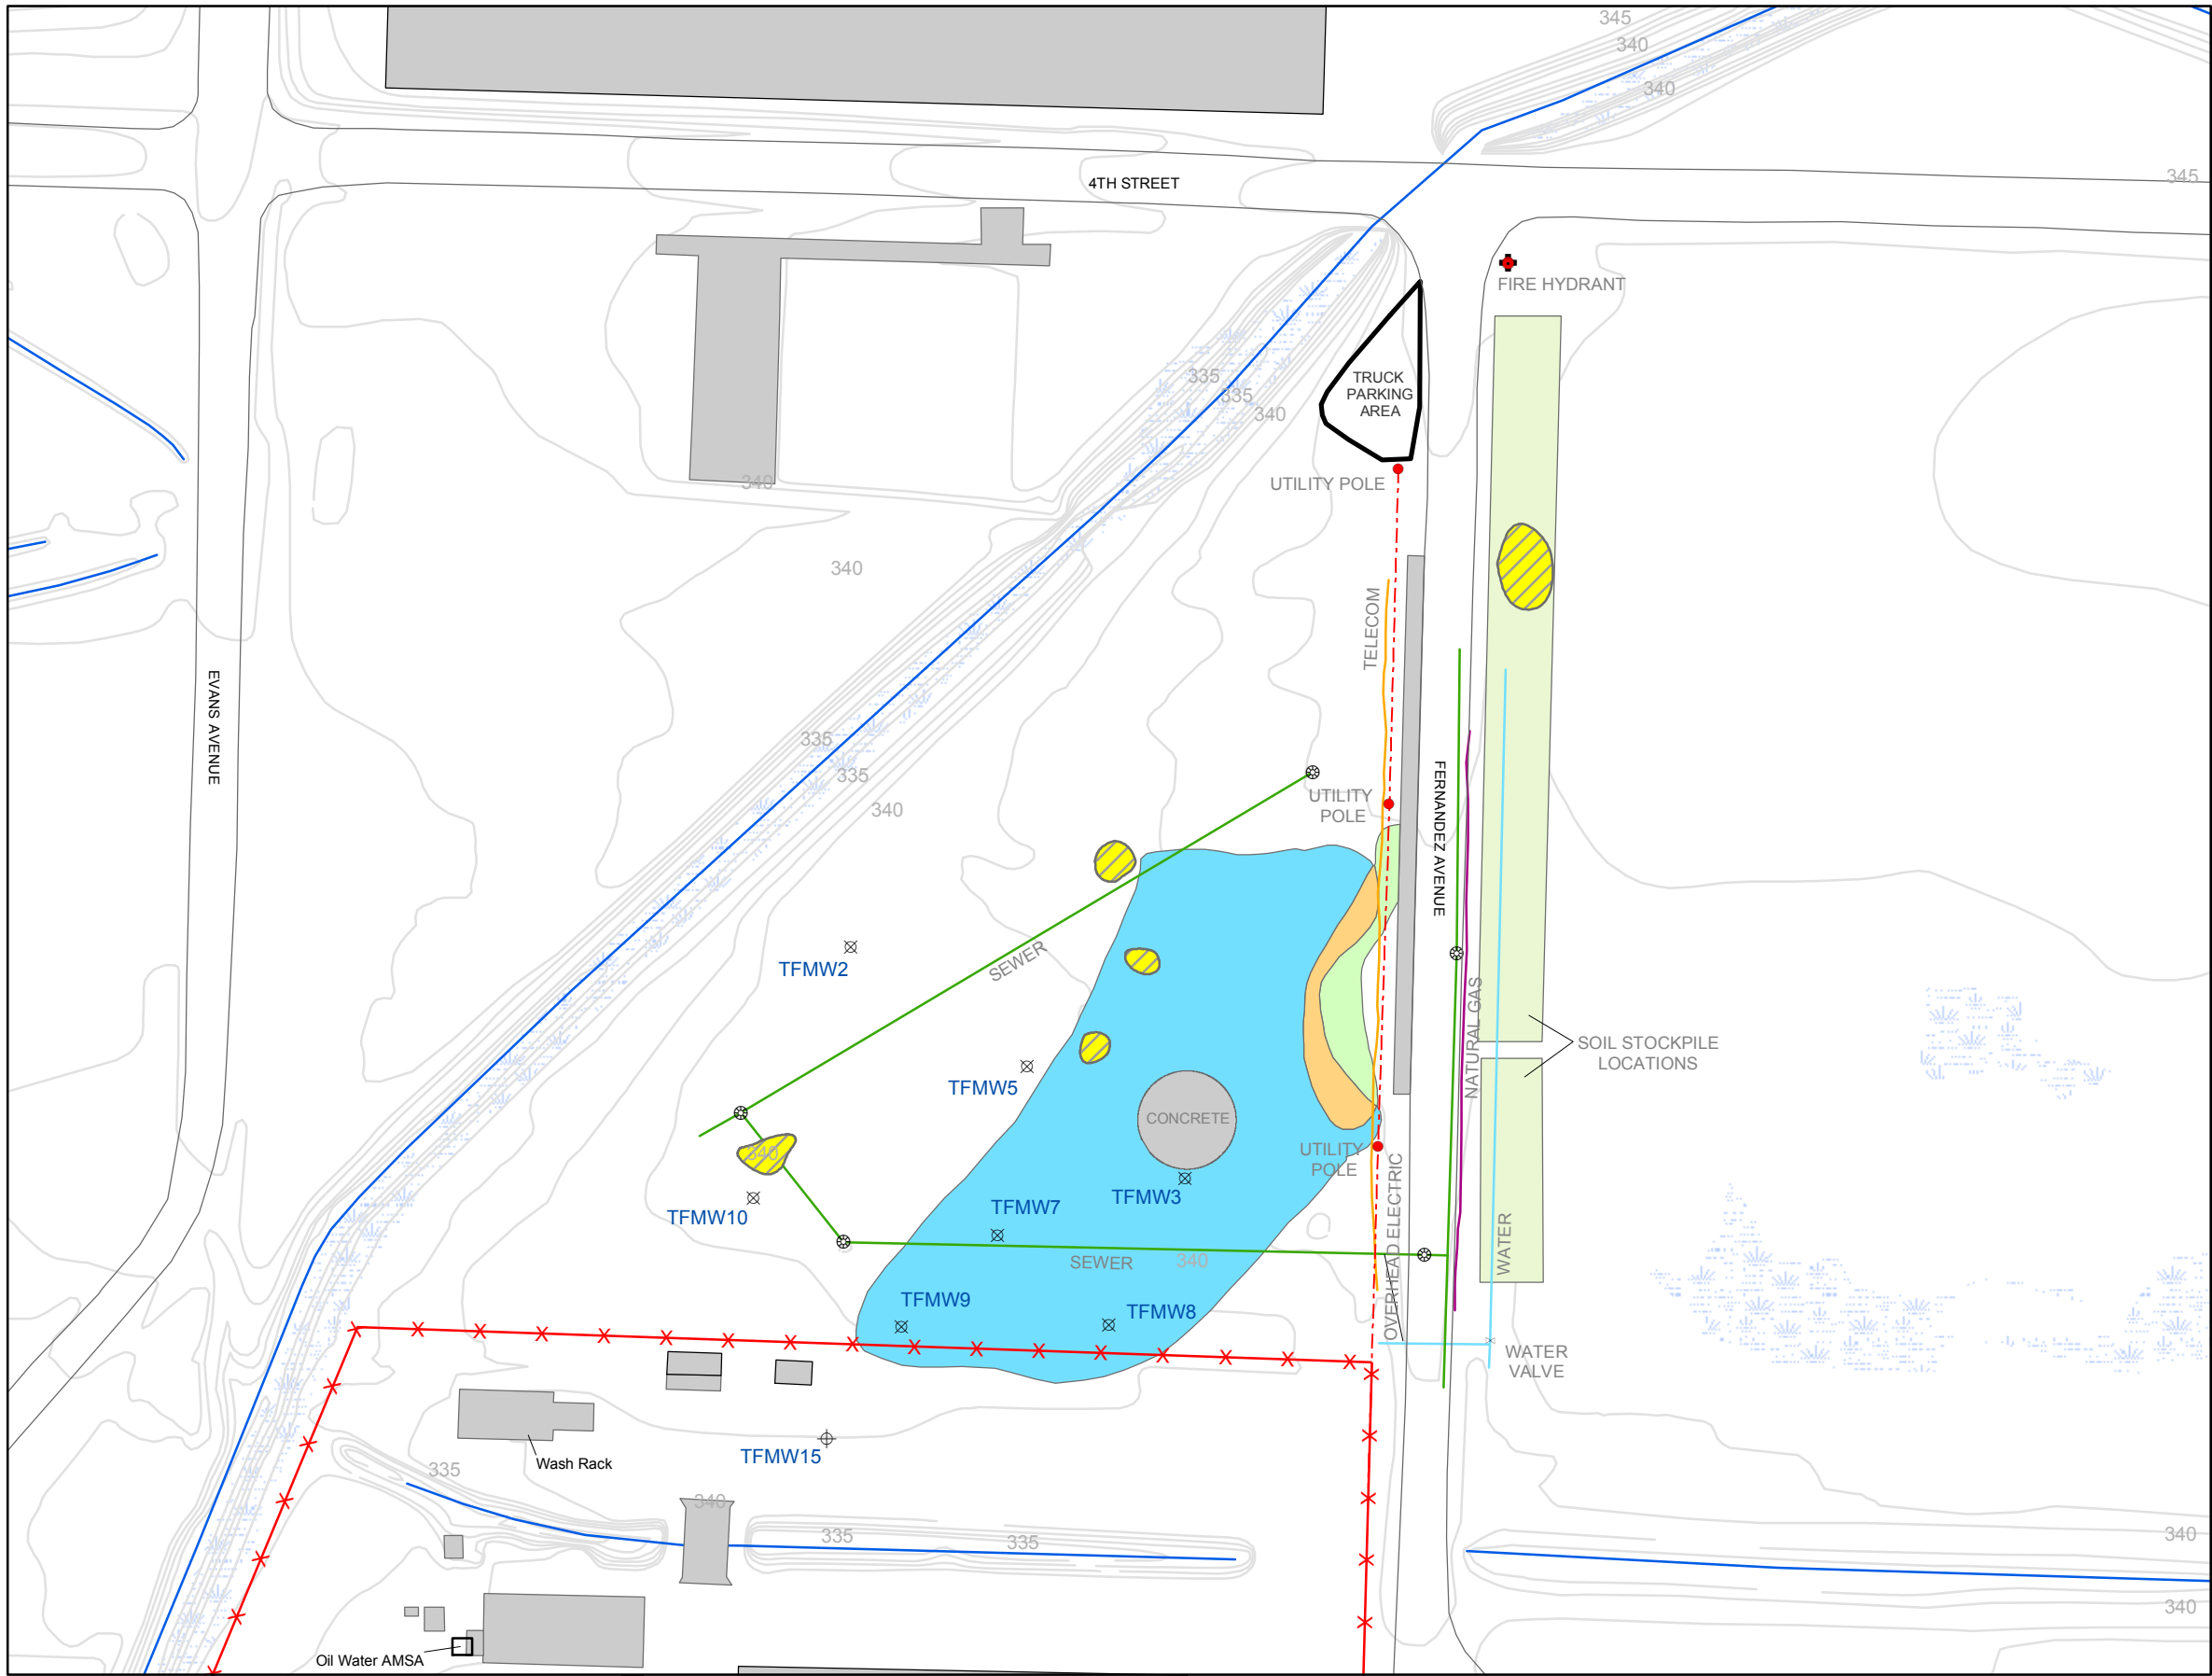 345
340
340
4TH STREET
345
FIRE HYDRANT
TRUCK
PARKING
AREA
335
335
340
340
UTILITY POLE
340
TELECOM
EVANS AVENUE
335
335
340
UTILITY
POLE
FERNANDEZ AVENUE
SEWER
TFMW2
NATURAL GAS
SOIL STOCKPILE
LOCATIONS
TFMW5
CONCRETE
340
UTILITY
POLE
OVERHEAD ELECTRIC
TFMW3
TFMW10
TFMW7
WATER
SEWER
340
TFMW9
TFMW8
WATER
VALVE
TFMW15
Wash Rack
335
340
335
335
340
340
Oil Water AMSA